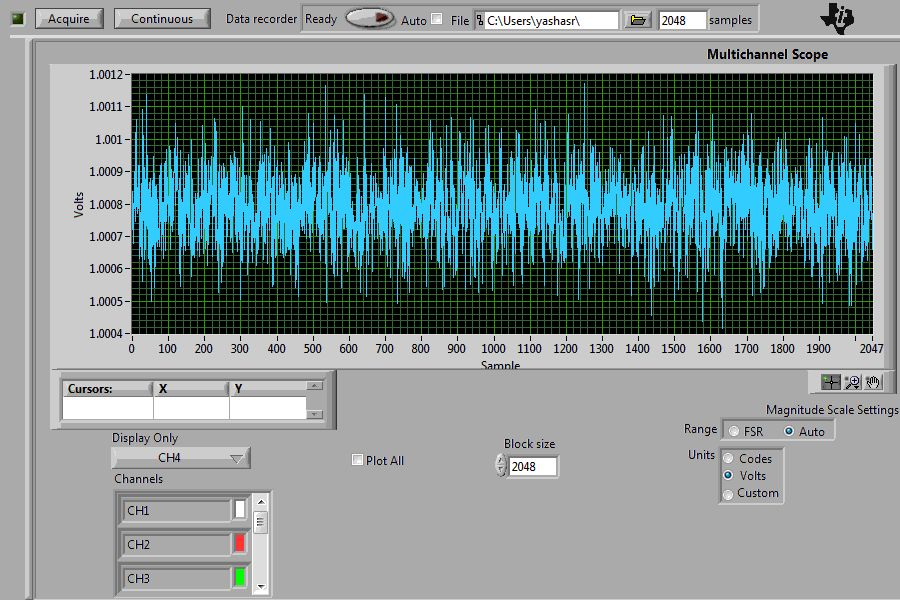 Acquire Continuous Data recorder Ready Auto File C:\Users\yashasr\ 2048 samples
Multichannel Scope
1.0012
1.0011
1.001
1.0009
1.0008
1.0007
1.0006
1.0005
1.0004
Volts
0 100 200 300 400 500 600 700 800 900 1000 1100 1200 1300 1400 1500 1600 1700 1800 1900 2047
Sample
Cursors: X Y
Magnitude Scale Settings
Range FSR Auto
Display Only
CH4
Plot All
Block size
2048
Units Codes
Volts
Custom
Channels
CH1
CH2
CH3